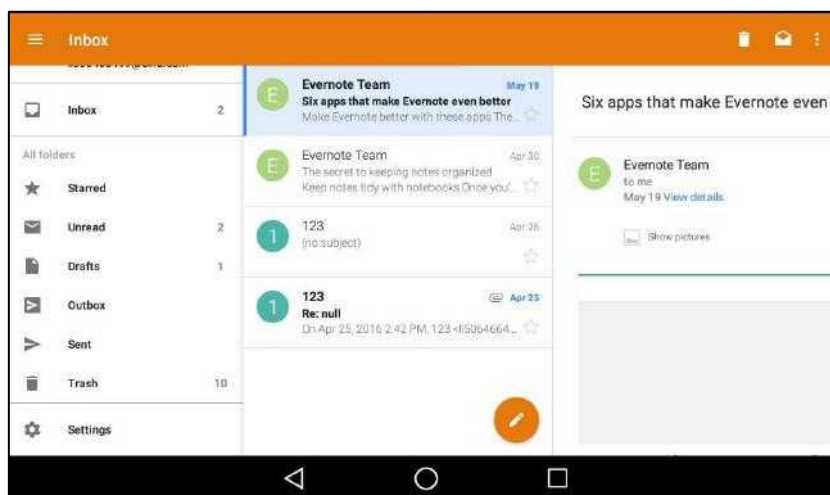 Inbox
Inbox 2
All folders
Starred
Unread 2
Drafts 1
Outbox
Sent
Trash 10
Settings
E
Evernote Team May 19
Six apps that make Evernote even better
Make Evernote better with these apps The...
E
Evernote Team Apr 30
The secret to keeping notes organized
Keep notes tidy with notebooks Once you'...
1
123 Apr 26
(no subject)
1
123 Apr 25
Re: null
On Apr 25, 2016 2:42 PM, 123 <li5064664...
Six apps that make Evernote even
E
Evernote Team
to me
May 19 View details
Show pictures